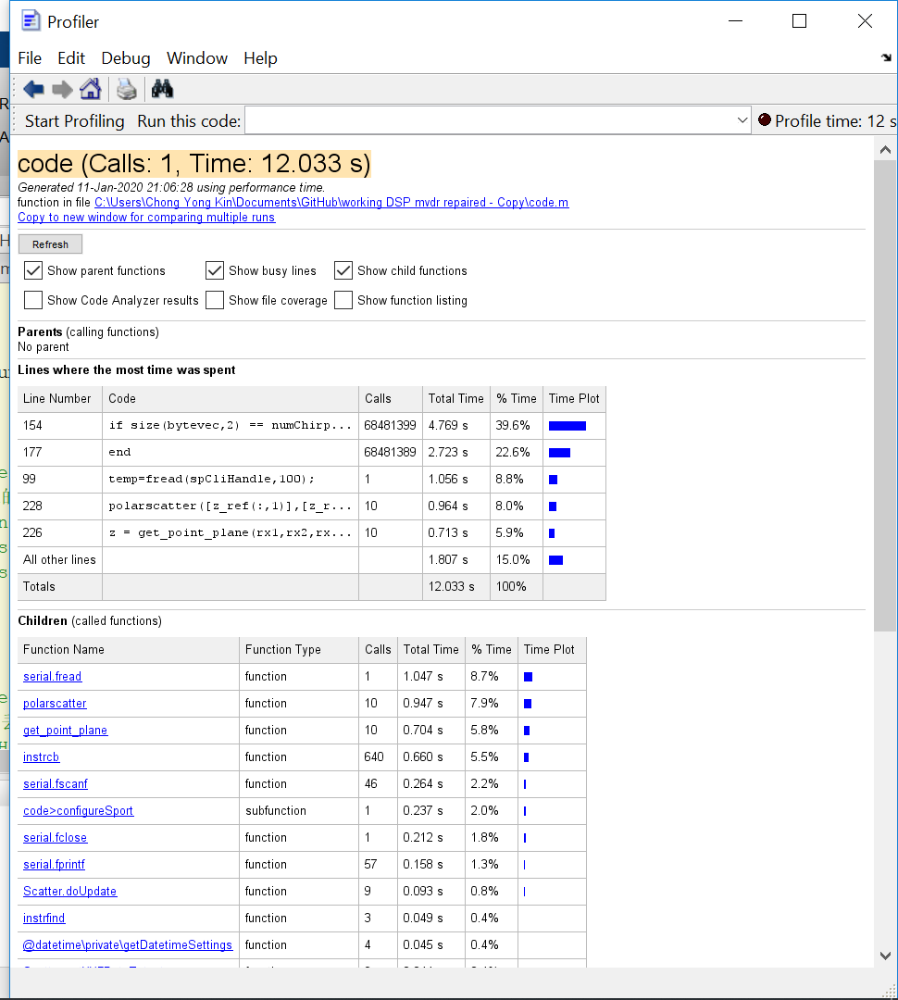 Profiler
File Edit Debug Window Help
Start Profiling Run this code: Profile time: 12 s
code (Calls: 1, Time: 12.033 s)
Generated 11-Jan-2020 21:06:28 using performance time.
function in file C:\Users\Chong Yong Kin\Documents\GitHub\working DSP mvdr repaired - Copy\code.m
Copy to new window for comparing multiple runs
Refresh
Show parent functions Show busy lines Show child functions
Show Code Analyzer results Show file coverage Show function listing
Parents (calling functions)
No parent
Lines where the most time was spent
Line Number Code Calls Total Time % Time Time Plot
154 if size(bytevec,2) == numChirp... 68481399 4.769 s 39.6%
177 end 68481389 2.723 s 22.6%
99 temp=fread(spCliHandle,100); 1 1.056 s 8.8%
228 polarscatter([z_ref(:,1)],[z_r... 10 0.964 s 8.0%
226 z = get_point_plane(rx1,rx2,rx... 10 0.713 s 5.9%
All other lines 1.807 s 15.0%
Totals 12.033 s 100%
Children (called functions)
Function Name Function Type Calls Total Time % Time Time Plot
serial.fread function 1 1.047 s 8.7%
polarscatter function 10 0.947 s 7.9%
get_point_plane function 10 0.704 s 5.8%
instrcb function 640 0.660 s 5.5%
serial.fscanf function 46 0.264 s 2.2%
code>configureSport subfunction 1 0.237 s 2.0%
serial.fclose function 1 0.212 s 1.8%
serial.fprintf function 57 0.158 s 1.3%
Scatter.doUpdate function 9 0.093 s 0.8%
instrfind function 3 0.049 s 0.4%
@datetime\private\getDatetimeSettings function 4 0.045 s 0.4%